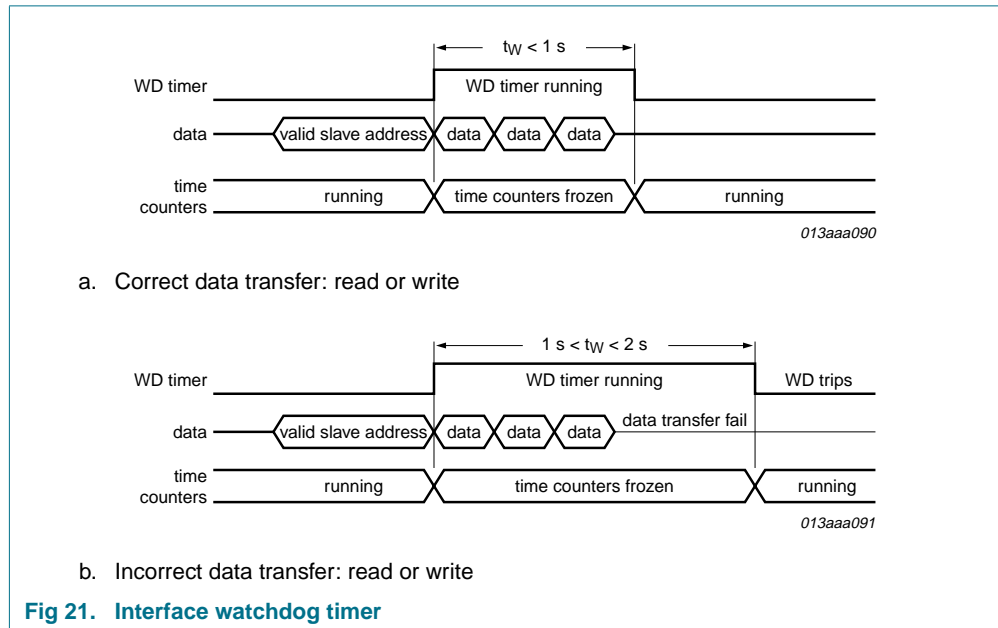 tW < 1 s
WD timer
WD timer running
data
valid slave address
data
data
data
time
counters
running
time counters frozen
running
013aaa090
a. Correct data transfer: read or write
1 s < tW < 2 s
WD timer
WD timer running
WD trips
data
valid slave address
data
data
data
data transfer fail
time
counters
running
time counters frozen
running
013aaa091
b. Incorrect data transfer: read or write
Fig 21. Interface watchdog timer